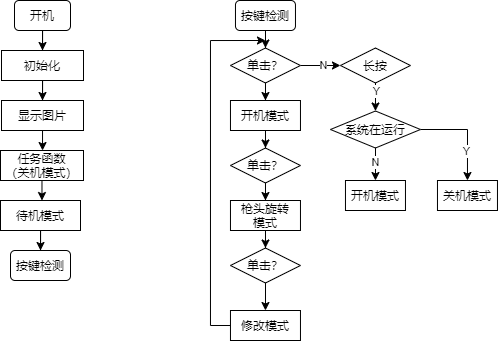 开机
初始化
显示图片
任务函数
（关机模式）
待机模式
按键检测
按键检测
单击？
N
长按
Y
开机模式
系统在运行
单击？
N
Y
开机模式
关机模式
枪头旋转
模式
单击？
修改模式